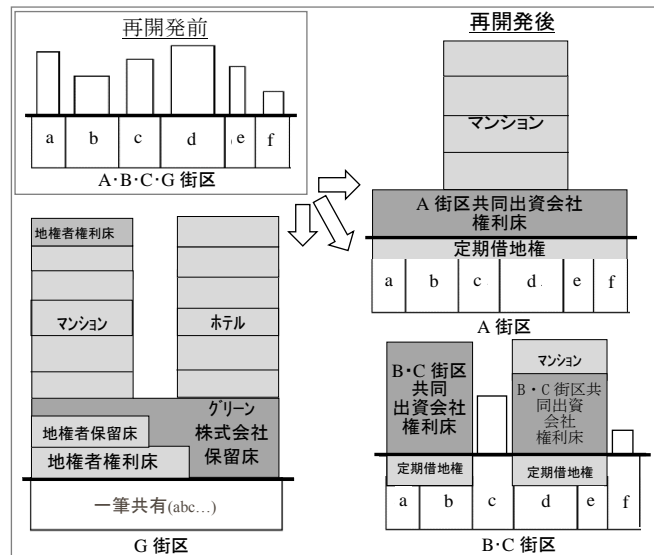 再開発前
a b c d e f
A･B･C･G 街区
再開発後
マンション
A 街区共同出資会社
権利床
定期借地権
a b c d e f
A 街区
地権者権利床
マンション
ホテル
グリーン
株式会社
保留床
地権者保留床
地権者権利床
一筆共有(abc…)
G 街区
B･C 街区
共同
出資会社
権利床
マンション
B・C 街区共
同出資
会社
権利床
定期借地権
定期借地権
a b c d e f
B･C 街区